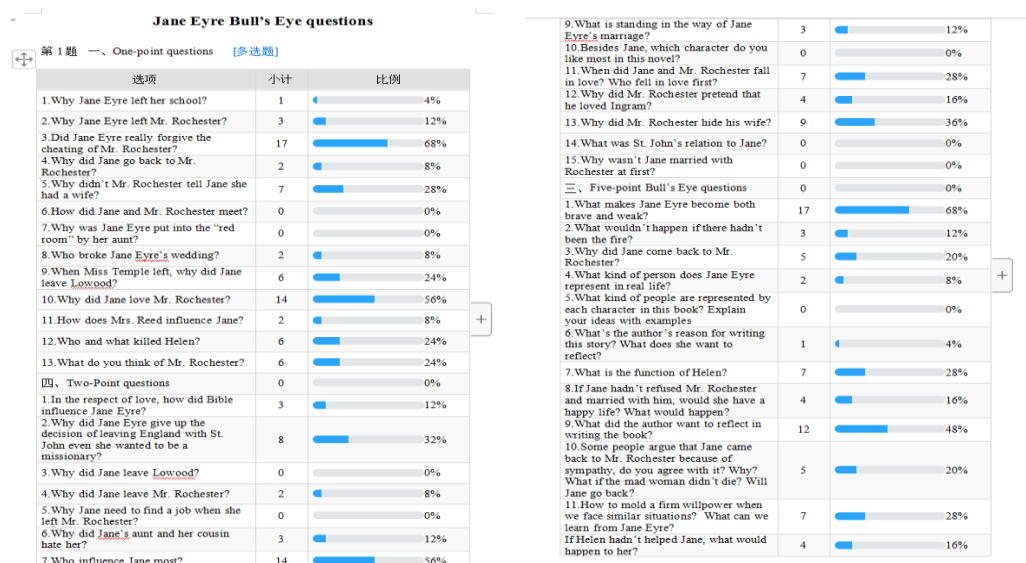 Jane Eyre Bull’s Eye questions
第 1 题 一、One-point questions [多选题]
选项 小计 比例
1.Why Jane Eyre left her school? 1 4%
2.Why Jane Eyre left Mr. Rochester? 3 12%
3.Did Jane Eyre really forgive the
cheating of Mr. Rochester? 17 68%
4.Why did Jane go back to Mr.
Rochester? 2 8%
5.Why didn’t Mr. Rochester tell Jane she
had a wife? 7 28%
6.How did Jane and Mr. Rochester meet? 0 0%
7.Why was Jane Eyre put into the “red
room” by her aunt? 0 0%
8.Who broke Jane Eyre’s wedding? 2 8%
9.When Miss Temple left, why did Jane
leave Lowood? 6 24%
10.Why did Jane love Mr. Rochester? 14 56%
11.How does Mrs. Reed influence Jane? 2 8%
12.Who and what killed Helen? 6 24%
13.What do you think of Mr. Rochester? 6 24%
四、Two-Point questions 0 0%
1.In the respect of love, how did Bible
influence Jane Eyre? 3 12%
2.Why did Jane Eyre give up the
decision of leaving England with St.
John even she wanted to be a
missionary? 8 32%
3.Why did Jane leave Lowood? 0 0%
4.Why did Jane leave Mr. Rochester? 2 8%
5.Why Jane need to find a job when she
left Mr. Rochester? 0 0%
6.Why did Jane’s aunt and her cousin
hate her? 3 12%
7.Who influence Jane most? 14 56%
9.What is standing in the way of Jane
Eyre’s marriage? 3 12%
10.Besides Jane, which character do you
like most in this novel? 0 0%
11.When did Jane and Mr. Rochester fall
in love? Who fell in love first? 7 28%
12.Why did Mr. Rochester pretend that
he loved Ingram? 4 16%
13.Why did Mr. Rochester hide his wife? 9 36%
14.What was St. John’s relation to Jane? 0 0%
15.Why wasn’t Jane married with
Rochester at first? 0 0%
三、Five-point Bull’s Eye questions 0 0%
1.What makes Jane Eyre become both
brave and weak? 17 68%
2.What wouldn’t happen if there hadn’t
been the fire? 3 12%
3.Why did Jane come back to Mr.
Rochester? 5 20%
4.What kind of person does Jane Eyre
represent in real life? 2 8%
5.What kind of people are represented by
each character in this book? Explain
your ideas with examples 0 0%
6.What’s the author’s reason for writing
this story? What does she want to
reflect? 1 4%
7.What is the function of Helen? 7 28%
8.If Jane hadn’t refused Mr. Rochester
and married with him, would she have a
happy life? What would happen? 4 16%
9.What did the author want to reflect in
writing the book? 12 48%
10.Some people argue that Jane came
back to Mr. Rochester because of
sympathy, do you agree with it? Why?
What if the mad woman didn’t die? Will
Jane go back? 5 20%
11.How to mold a firm willpower when
we face similar situations? What can we
learn from Jane Eyre? 7 28%
If Helen hadn’t helped Jane, what would
happen to her? 4 16%